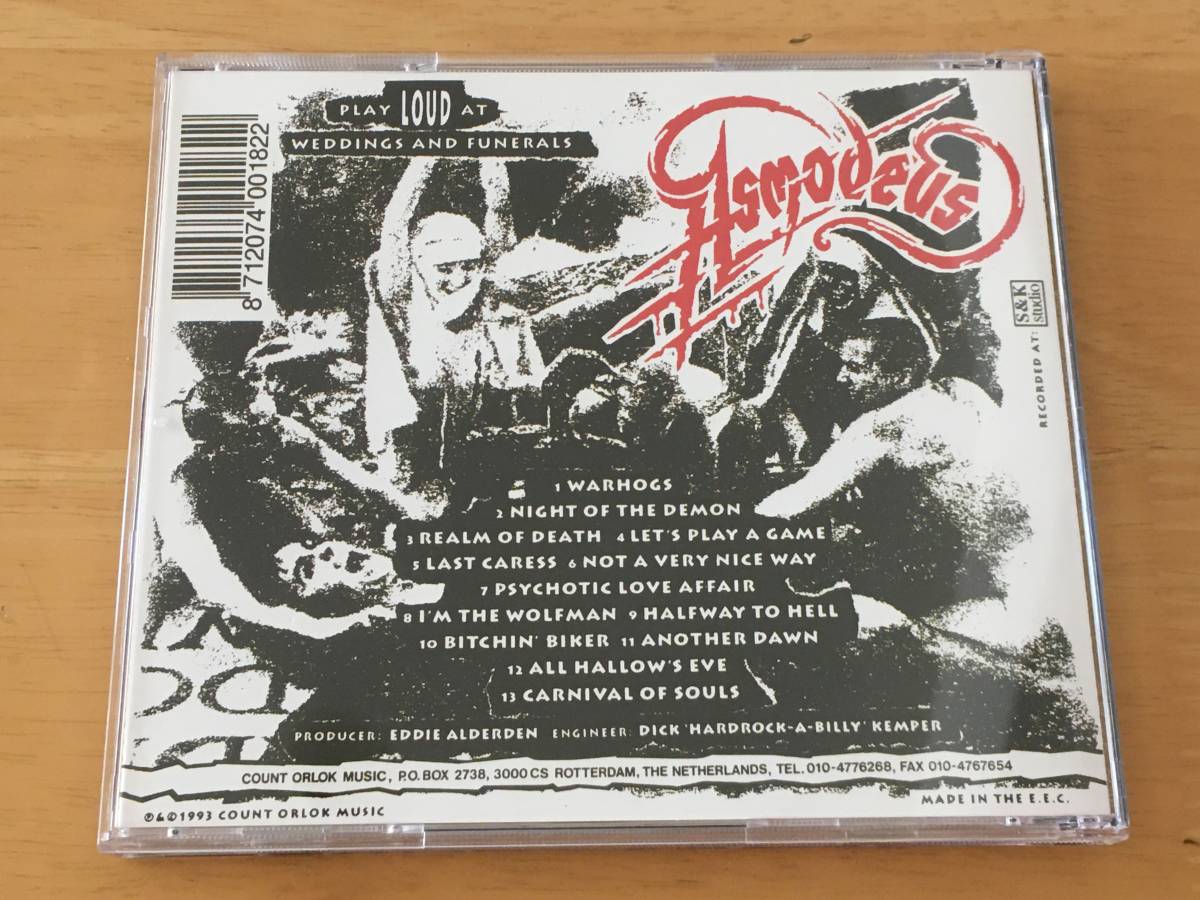 PLAY LOUD AT
WEDDINGS AND FUNERALS
Asmodeus
8 712074 001822
RECORDED AT: S&K studio
1 WARHOGS
2 NIGHT OF THE DEMON
3 REALM OF DEATH 4 LET'S PLAY A GAME
5 LAST CARESS 6 NOT A VERY NICE WAY
7 PSYCHOTIC LOVE AFFAIR
8 I'M THE WOLFMAN 9 HALFWAY TO HELL
10 BITCHIN' BIKER 11 ANOTHER DAWN
12 ALL HALLOW'S EVE
13 CARNIVAL OF SOULS
PRODUCER: EDDIE ALDERDEN ENGINEER: DICK 'HARDROCK-A-BILLY' KEMPER
COUNT ORLOK MUSIC, P.O. BOX 2738, 3000 CS ROTTERDAM, THE NETHERLANDS, TEL. 010-4776268, FAX 010-4767654
℗&©1993 COUNT ORLOK MUSIC
MADE IN THE E.E.C.